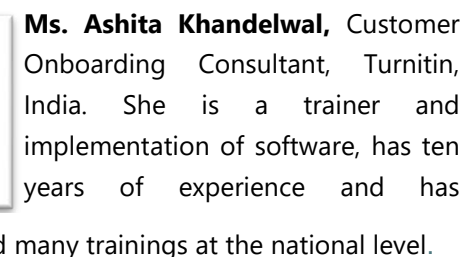 Ms. Ashita Khandelwal, Customer
Onboarding Consultant, Turnitin,
India. She is a trainer and
implementation of software, has ten
years of experience and has
many trainings at the national level.